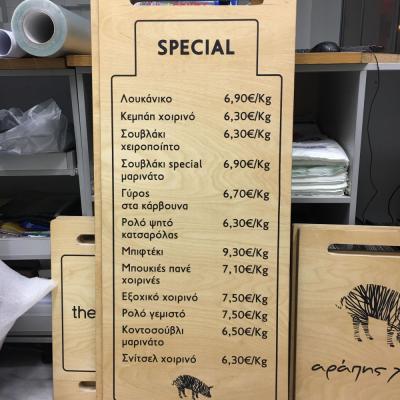 SPECIAL
Λουκάνικο 6,90€/Kg
Κεμπάπ χοιρινό 6,30€/Kg
Σουβλάκι 6,30€/Kg
χειροποίητο
Σουβλάκι special 6,90€/Kg
μαρινάτο
Γύρος 6,70€/Kg
στα κάρβουνα
Ρολό ψητό 6,30€/Kg
κατσαρόλας
Μπιφτέκι 9,30€/Kg
Μπουκιές πανέ 7,10€/Kg
χοιρινές
Εξοχικό χοιρινό 7,50€/Kg
Ρολό γεμιστό 7,50€/Kg
Κοντοσούβλι 6,50€/Kg
μαρινάτο
Σνίτσελ χοιρινό 6,30€/Kg
the
αράπης